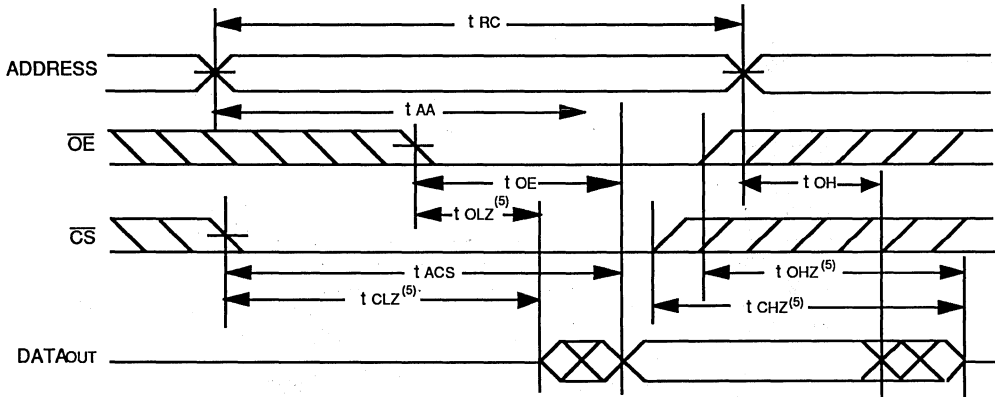 t RC
ADDRESS
t AA
OE
t OE
t OH
t OLZ (5)
CS
t ACS
t OHZ (5)
t CLZ (5)
t CHZ (5)
DATAOUT